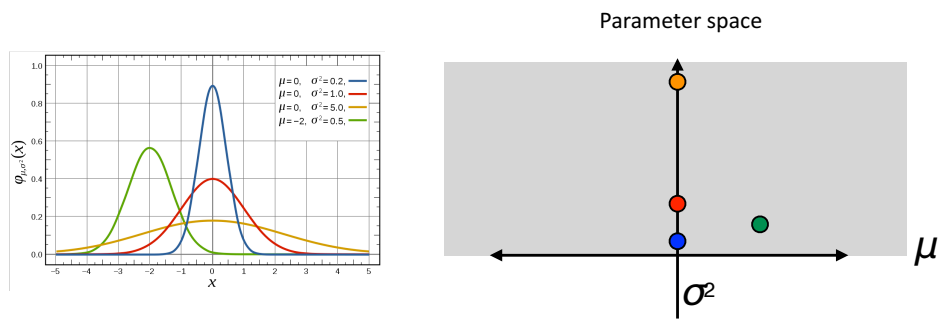 Parameter space
1.0
0.8
0.6
0.4
0.2
0.0
φμ,σ²(x)
μ=0, σ²=0.2,
μ=0, σ²=1.0,
μ=0, σ²=5.0,
μ=−2, σ²=0.5,
−5 −4 −3 −2 −1 0 1 2 3 4 5
x
μ
σ²